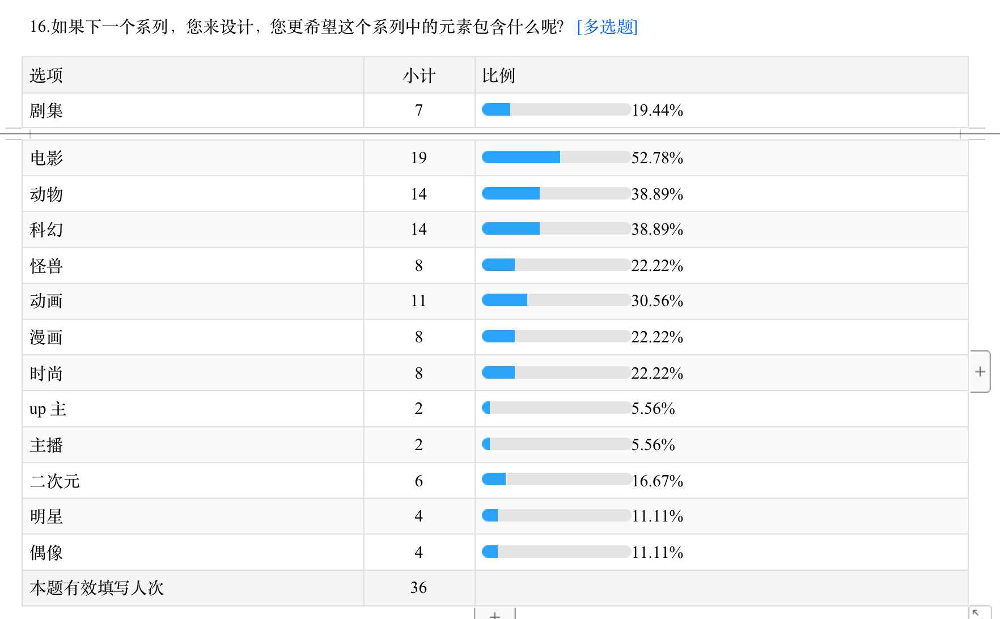 16.如果下一个系列，您来设计，您更希望这个系列中的元素包含什么呢? [多选题]
选项 小计 比例
剧集 7 19.44%
电影 19 52.78%
动物 14 38.89%
科幻 14 38.89%
怪兽 8 22.22%
动画 11 30.56%
漫画 8 22.22%
时尚 8 22.22%
up 主 2 5.56%
主播 2 5.56%
二次元 6 16.67%
明星 4 11.11%
偶像 4 11.11%
本题有效填写人次 36